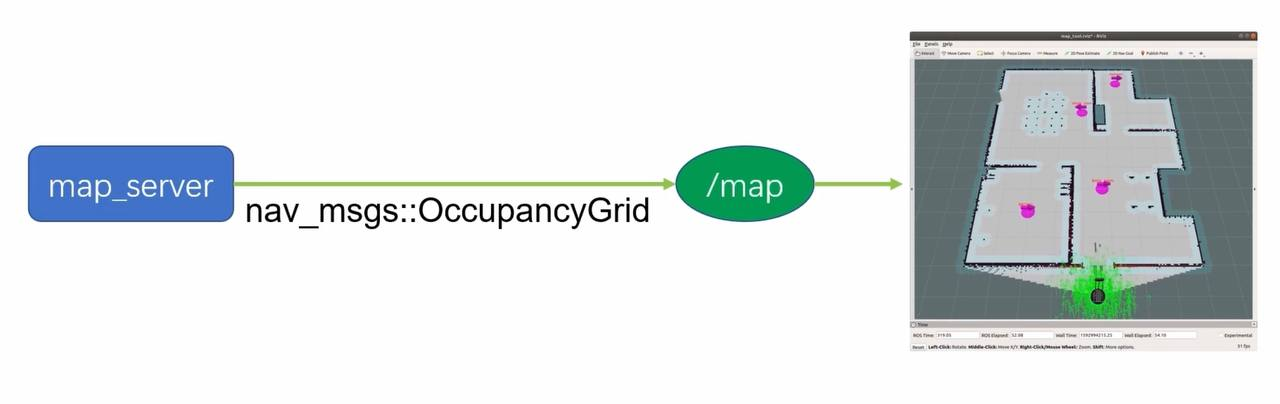 map_server
nav_msgs::OccupancyGrid
/map
map_tool.rviz* - RViz
File Panels Help
Interact Move Camera Select Focus Camera Measure 2D Pose Estimate 2D Nav Goal Publish Point
Time
ROS Time: 319.05 ROS Elapsed: 52.08 Wall Time: 1592994213.25 Wall Elapsed: 54.10 Experimental
Reset Left-Click: Rotate. Middle-Click: Move X/Y. Right-Click/Mouse Wheel: Zoom. Shift: More options. 31 fps